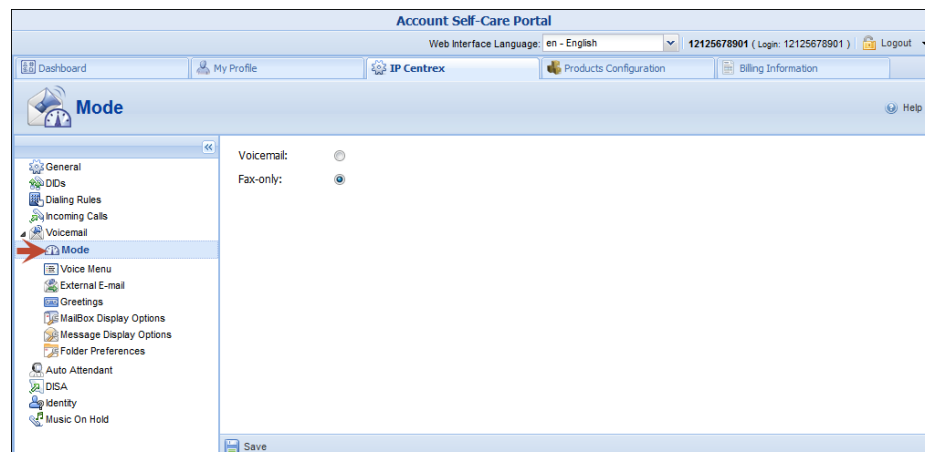 Account Self-Care Portal
Web Interface Language: en - English 12125678901 ( Login: 12125678901 ) Logout
Dashboard My Profile IP Centrex Products Configuration Billing Information
Mode Help
Voicemail:
Fax-only:
General
DIDs
Dialing Rules
Incoming Calls
Voicemail
Mode
Voice Menu
External E-mail
Greetings
MailBox Display Options
Message Display Options
Folder Preferences
Auto Attendant
DISA
Identity
Music On Hold
Save